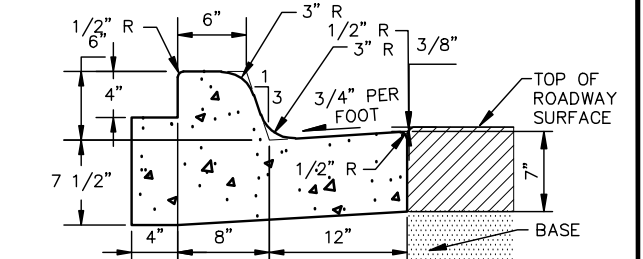 6"
3" R
1/2" R
1/2" R
6"
3" R
3/8"
4"
1
3
3/4" PER
FOOT
TOP OF
ROADWAY
SURFACE
1/2" R
7 1/2"
7"
4"
8"
12"
BASE